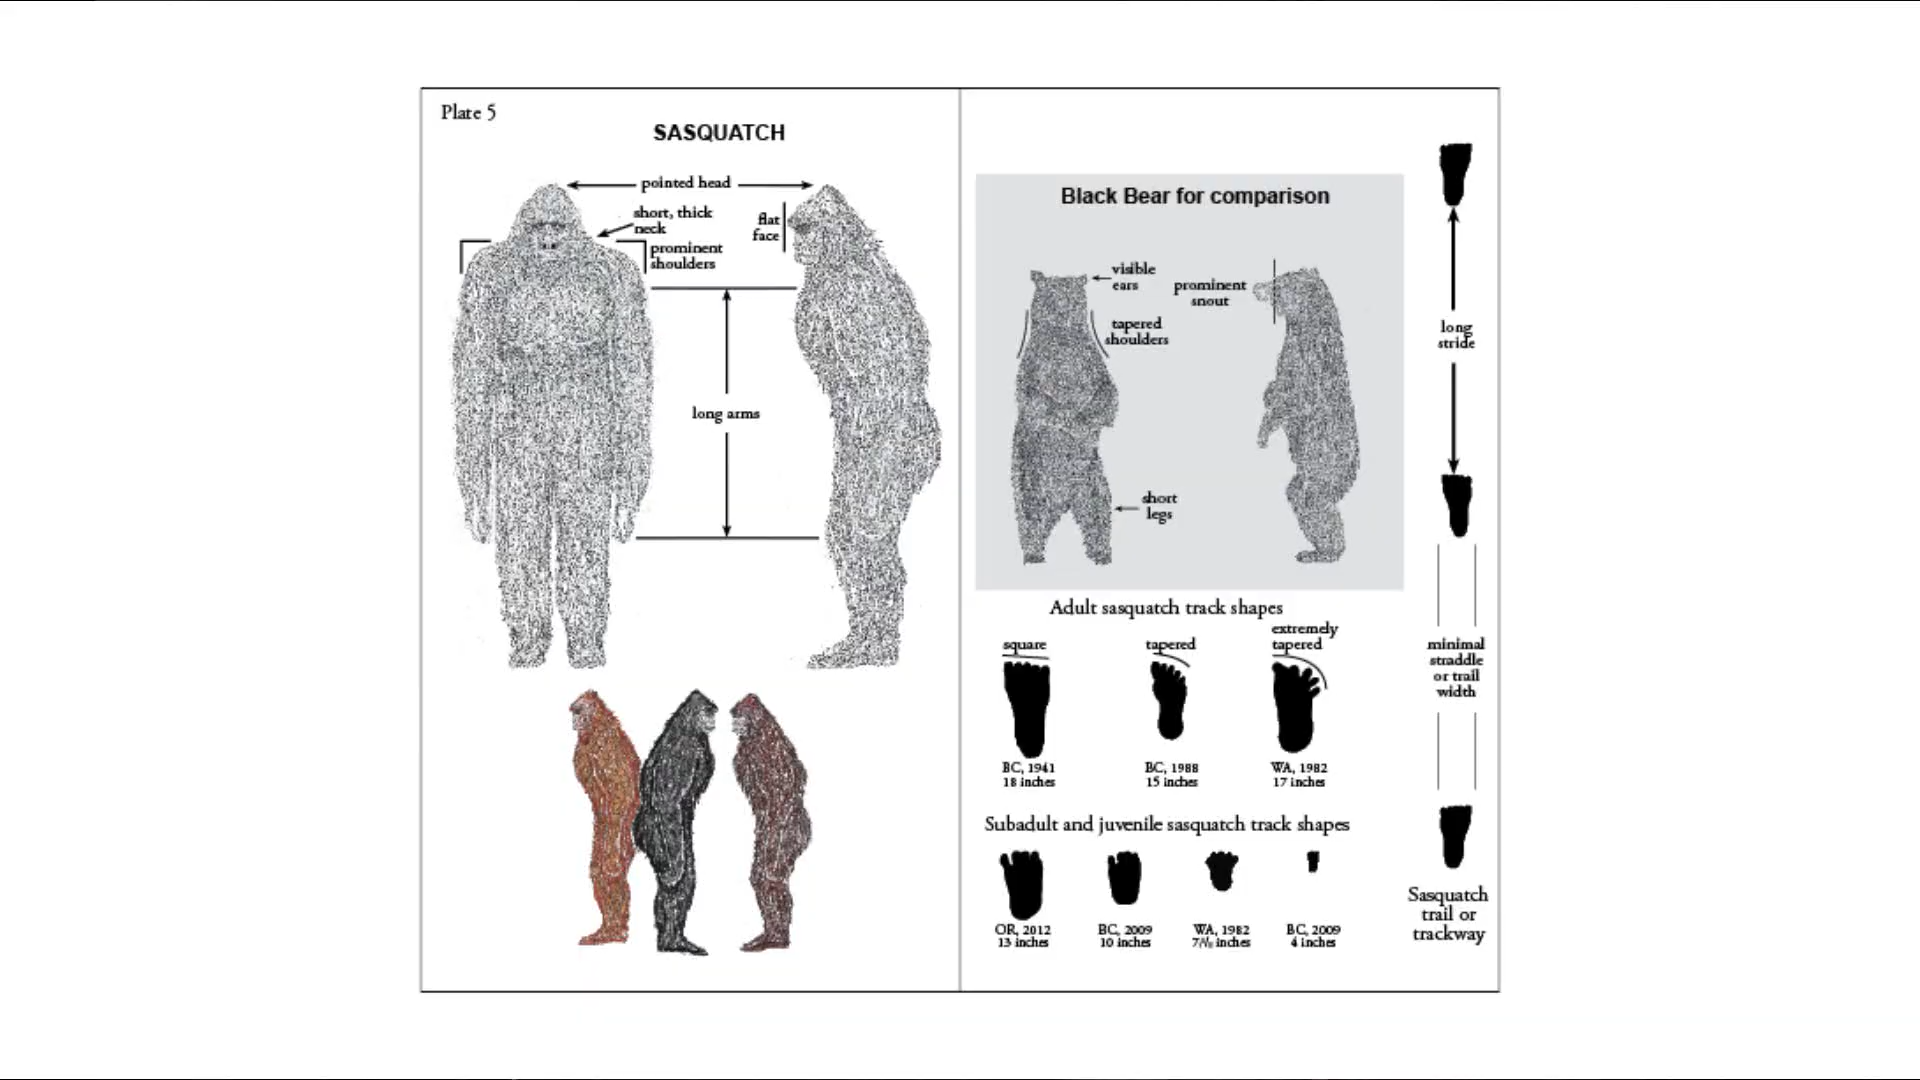 Plate 5
SASQUATCH
pointed head
short, thick
neck
prominent
shoulders
flat
face
long arms
Black Bear for comparison
visible
ears
prominent
snout
tapered
shoulders
short
legs
Adult sasquatch track shapes
square
tapered
extremely
tapered
BC, 1941
18 inches
BC, 1988
15 inches
WA, 1982
17 inches
Subadult and juvenile sasquatch track shapes
OR, 2012
13 inches
BC, 2009
10 inches
WA, 1982
inches
BC, 2009
4 inches
long
stride
minimal
straddle
or trail
width
Sasquatch
trail or
trackway